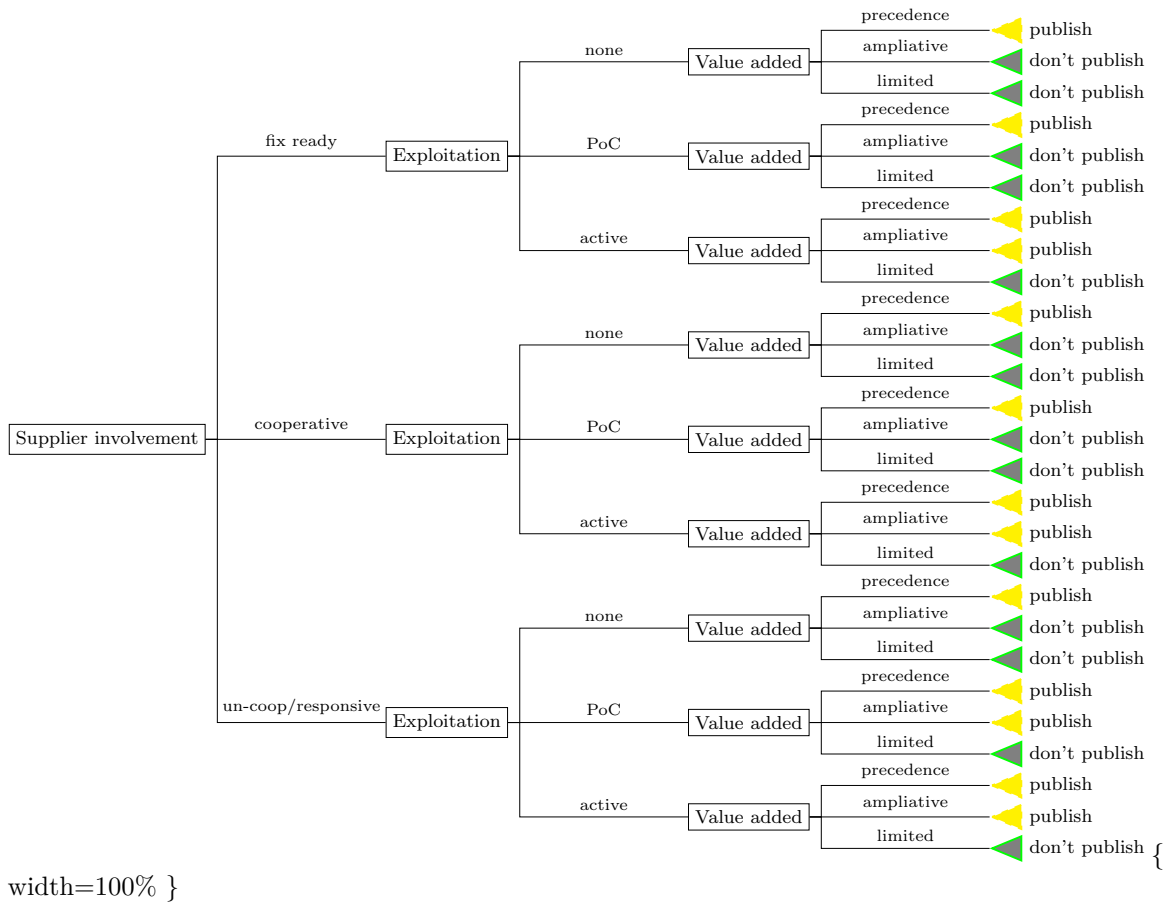 precedence
publish
none
Value added
ampliative
don't publish
limited
don't publish
precedence
publish
fix ready
Exploitation
PoC
Value added
ampliative
don't publish
limited
don't publish
precedence
publish
active
Value added
ampliative
publish
limited
don't publish
precedence
publish
none
Value added
ampliative
don't publish
limited
don't publish
precedence
publish
Supplier involvement
cooperative
Exploitation
PoC
Value added
ampliative
don't publish
limited
don't publish
precedence
publish
active
Value added
ampliative
publish
limited
don't publish
precedence
publish
none
Value added
ampliative
don't publish
limited
don't publish
precedence
publish
un-coop/responsive
Exploitation
PoC
Value added
ampliative
publish
limited
don't publish
precedence
publish
active
Value added
ampliative
publish
limited
don't publish {
width=100% }